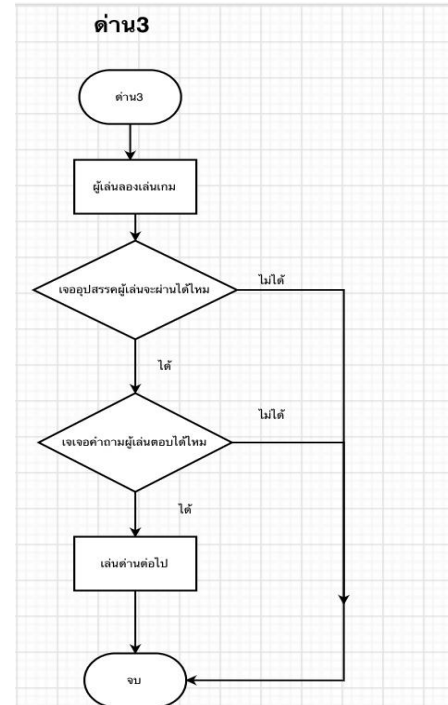 ด่าน3
ด่าน3
ผู้เล่นลองเล่นเกม
เจออุปสรรคผู้เล่นจะผ่านได้ไหม
ไม่ได้
ได้
เจเจอคำถามผู้เล่นตอบได้ไหม
ไม่ได้
ได้
เล่นด่านต่อไป
จบ